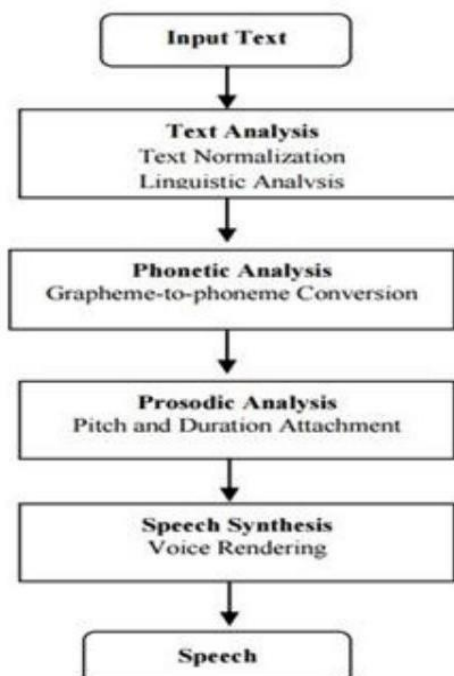 Input Text
Text Analysis
Text Normalization
Linguistic Analysis
Phonetic Analysis
Grapheme-to-phoneme Conversion
Prosodic Analysis
Pitch and Duration Attachment
Speech Synthesis
Voice Rendering
Speech